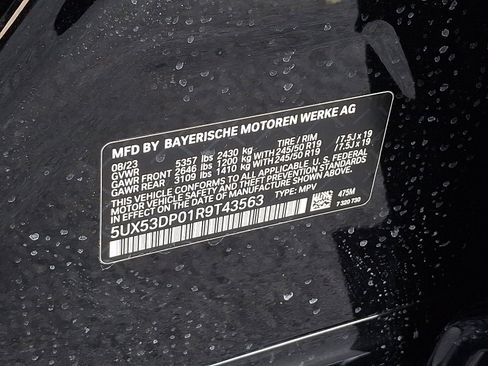 MFD BY BAYERISCHE MOTOREN WERKE AG
08/23 5357 lbs 2430 kg TIRE / RIM
GVWR
GAWR FRONT 2646 lbs 1200 kg WITH 245/50 R19 /7.5J x 19
GAWR REAR 3109 lbs 1410 kg WITH 245/50 R19 /7.5J x 19
THIS VEHICLE CONFORMS TO ALL APPLICABLE U.S. FEDERAL
MOTOR VEHICLE SAFETY AND THEFT PREVENTION STANDARDS
IN EFFECT ON THE DATE OF MANUFACTURE SHOWN ABOVE.
5UX53DP01R9T43563 TYPE: MPV
475M
7 320 730